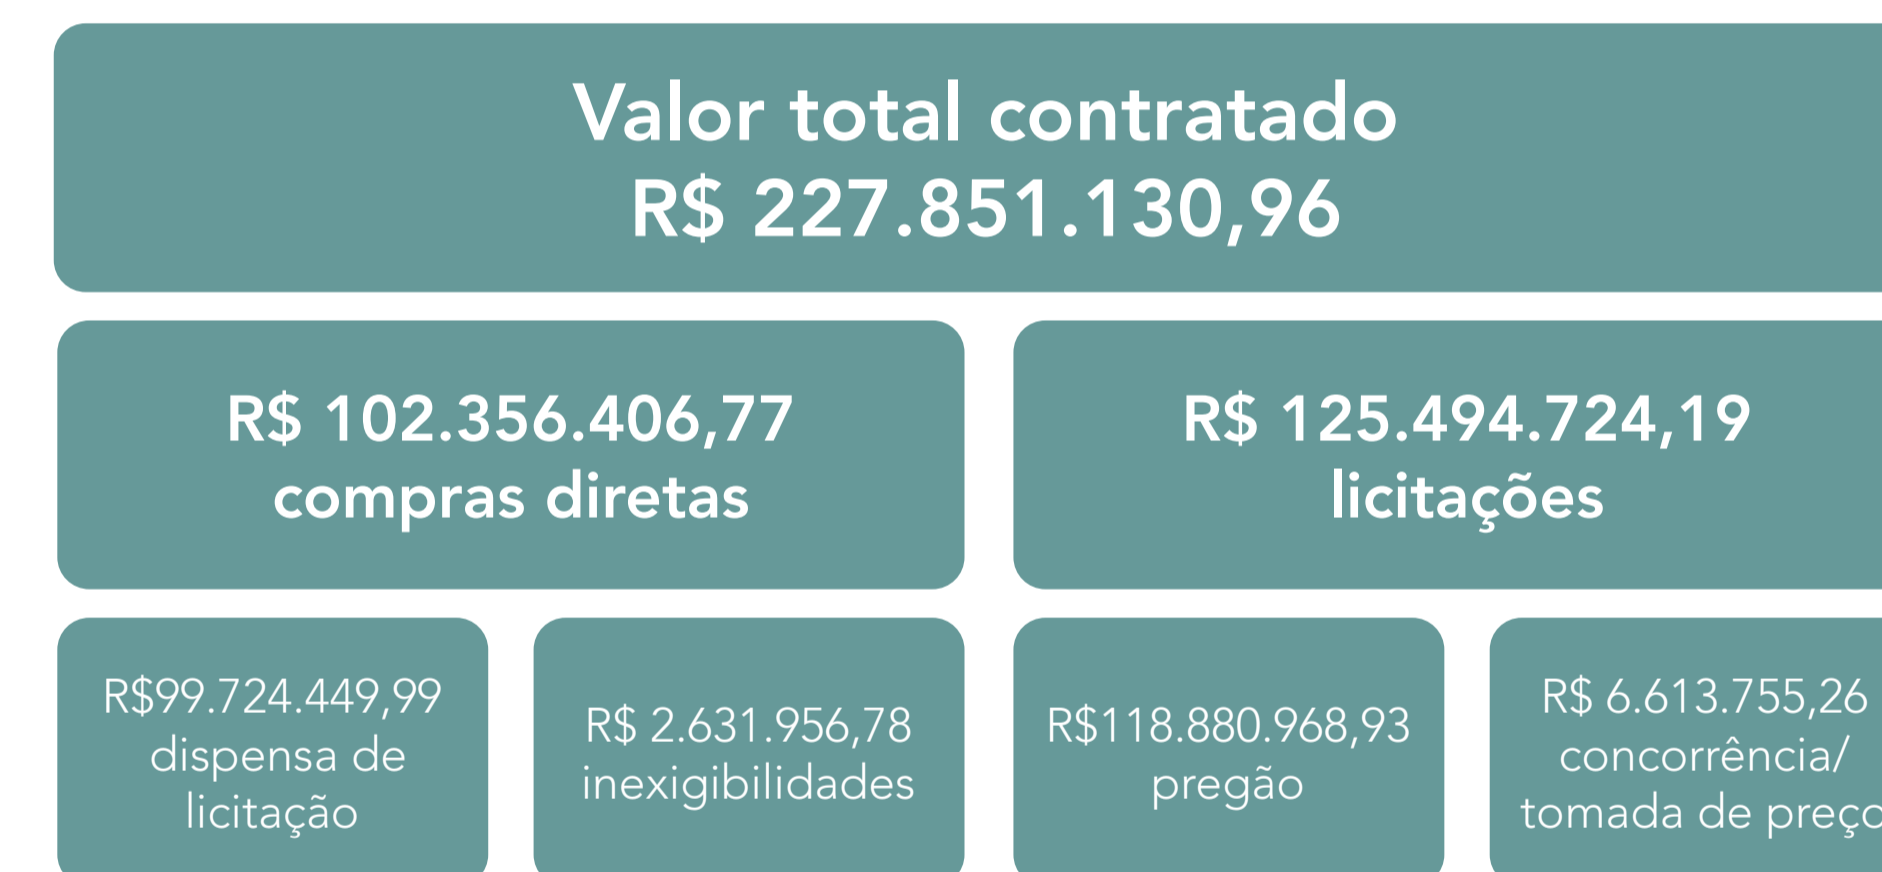 Valor total contratado
R$ 227.851.130,96
R$ 102.356.406,77
compras diretas
R$ 125.494.724,19
licitações
R$99.724.449,99
dispensa de
licitação
R$ 2.631.956,78
inexigibilidades
R$118.880.968,93
pregão
R$ 6.613.755,26
concorrência/
tomada de preço